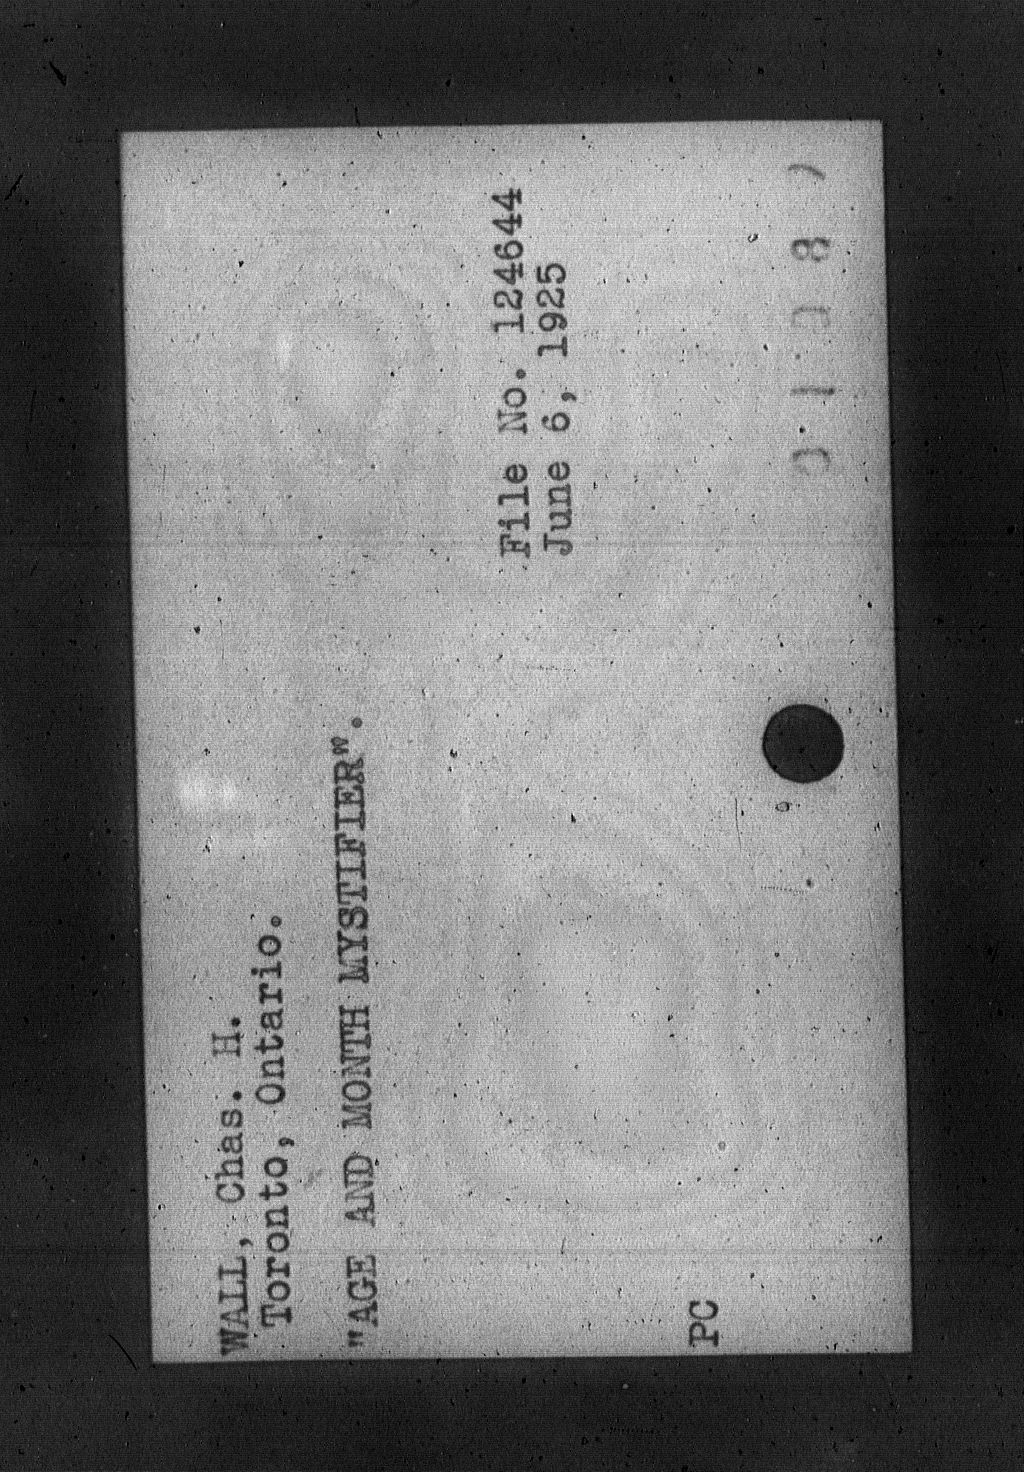 WALL, Chas. H.
Toronto, Ontario.
"AGE AND MONTH MYSTIFIER".
File No. 124644
June 6, 1925
PC